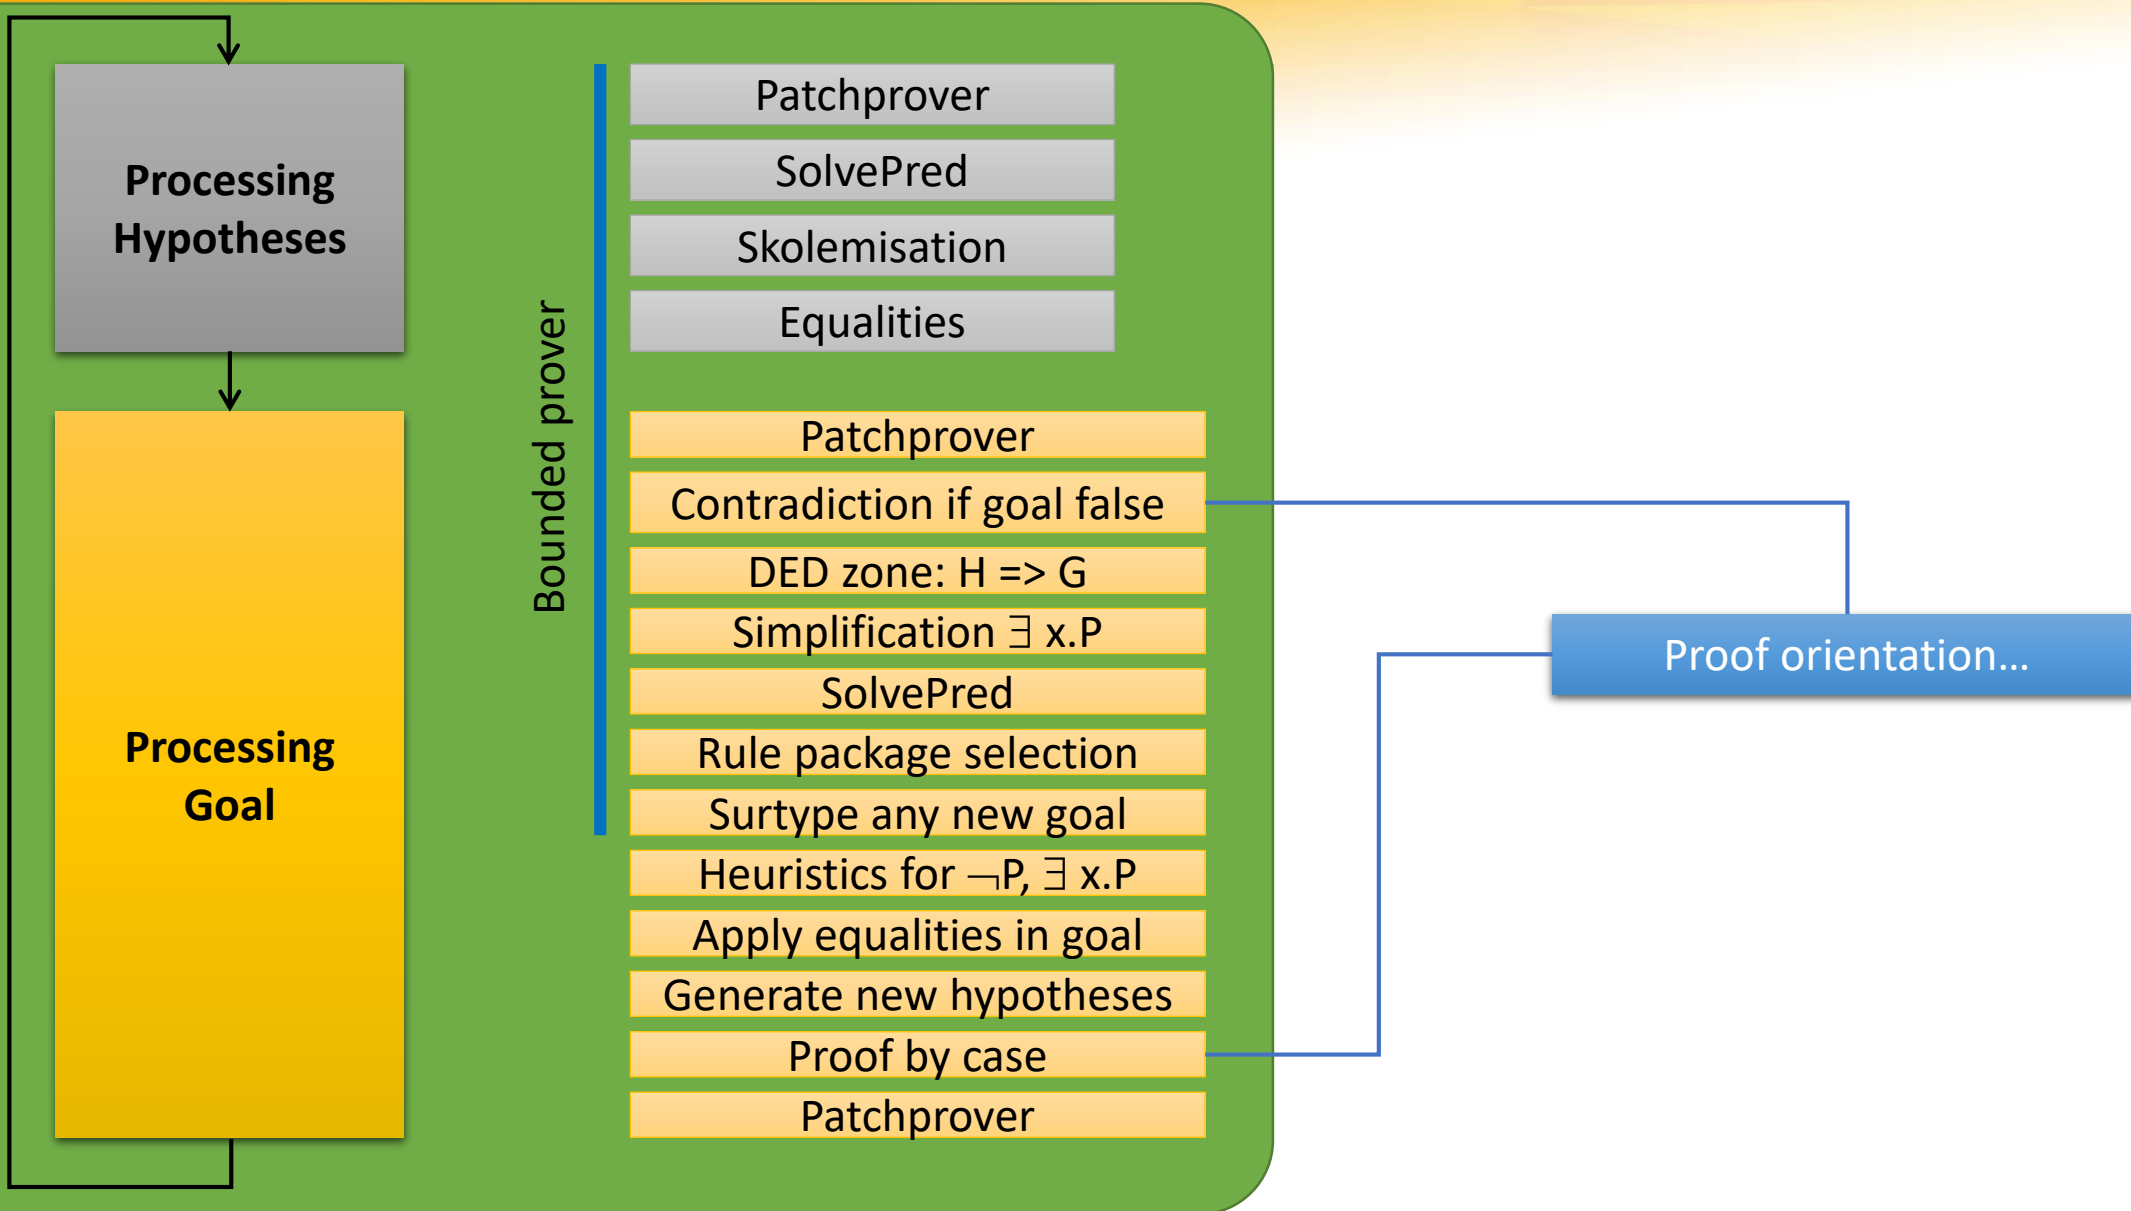 Processing
Hypotheses
Processing
Goal
Bounded prover
Patchprover
SolvePred
Skolemisation
Equalities
Patchprover
Contradiction if goal false
DED zone: H => G
Simplification ∃ x.P
SolvePred
Rule package selection
Surtype any new goal
Heuristics for ¬P, ∃ x.P
Apply equalities in goal
Generate new hypotheses
Proof by case
Patchprover
Proof orientation...